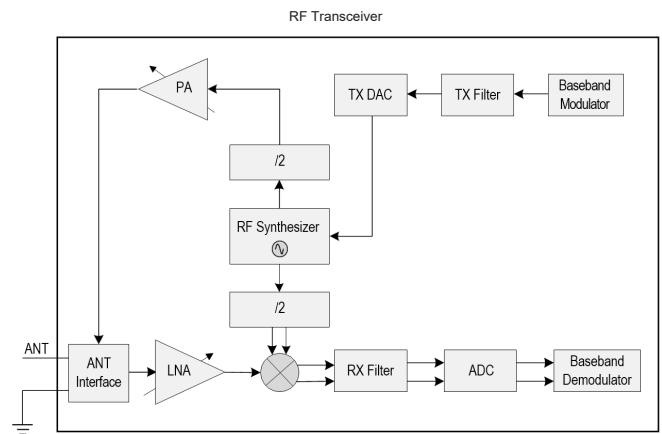 RF Transceiver
PA
TX DAC
TX Filter
Baseband
Modulator
/2
RF Synthesizer
/2
ANT
ANT
Interface
LNA
RX Filter
ADC
Baseband
Demodulator